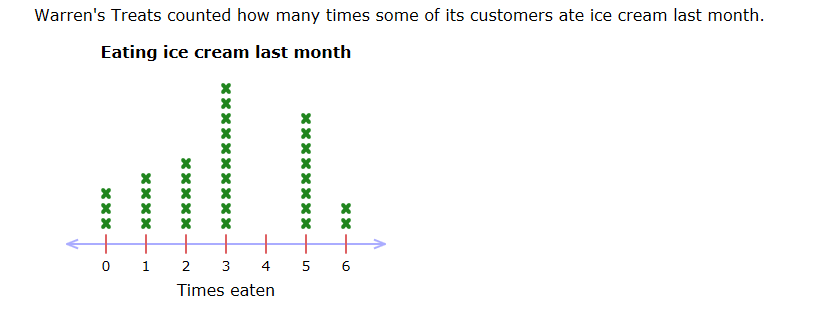 Warren's Treats counted how many times some of its customers ate ice cream last month.
Eating ice cream last month
0 1 2 3 4 5 6
Times eaten